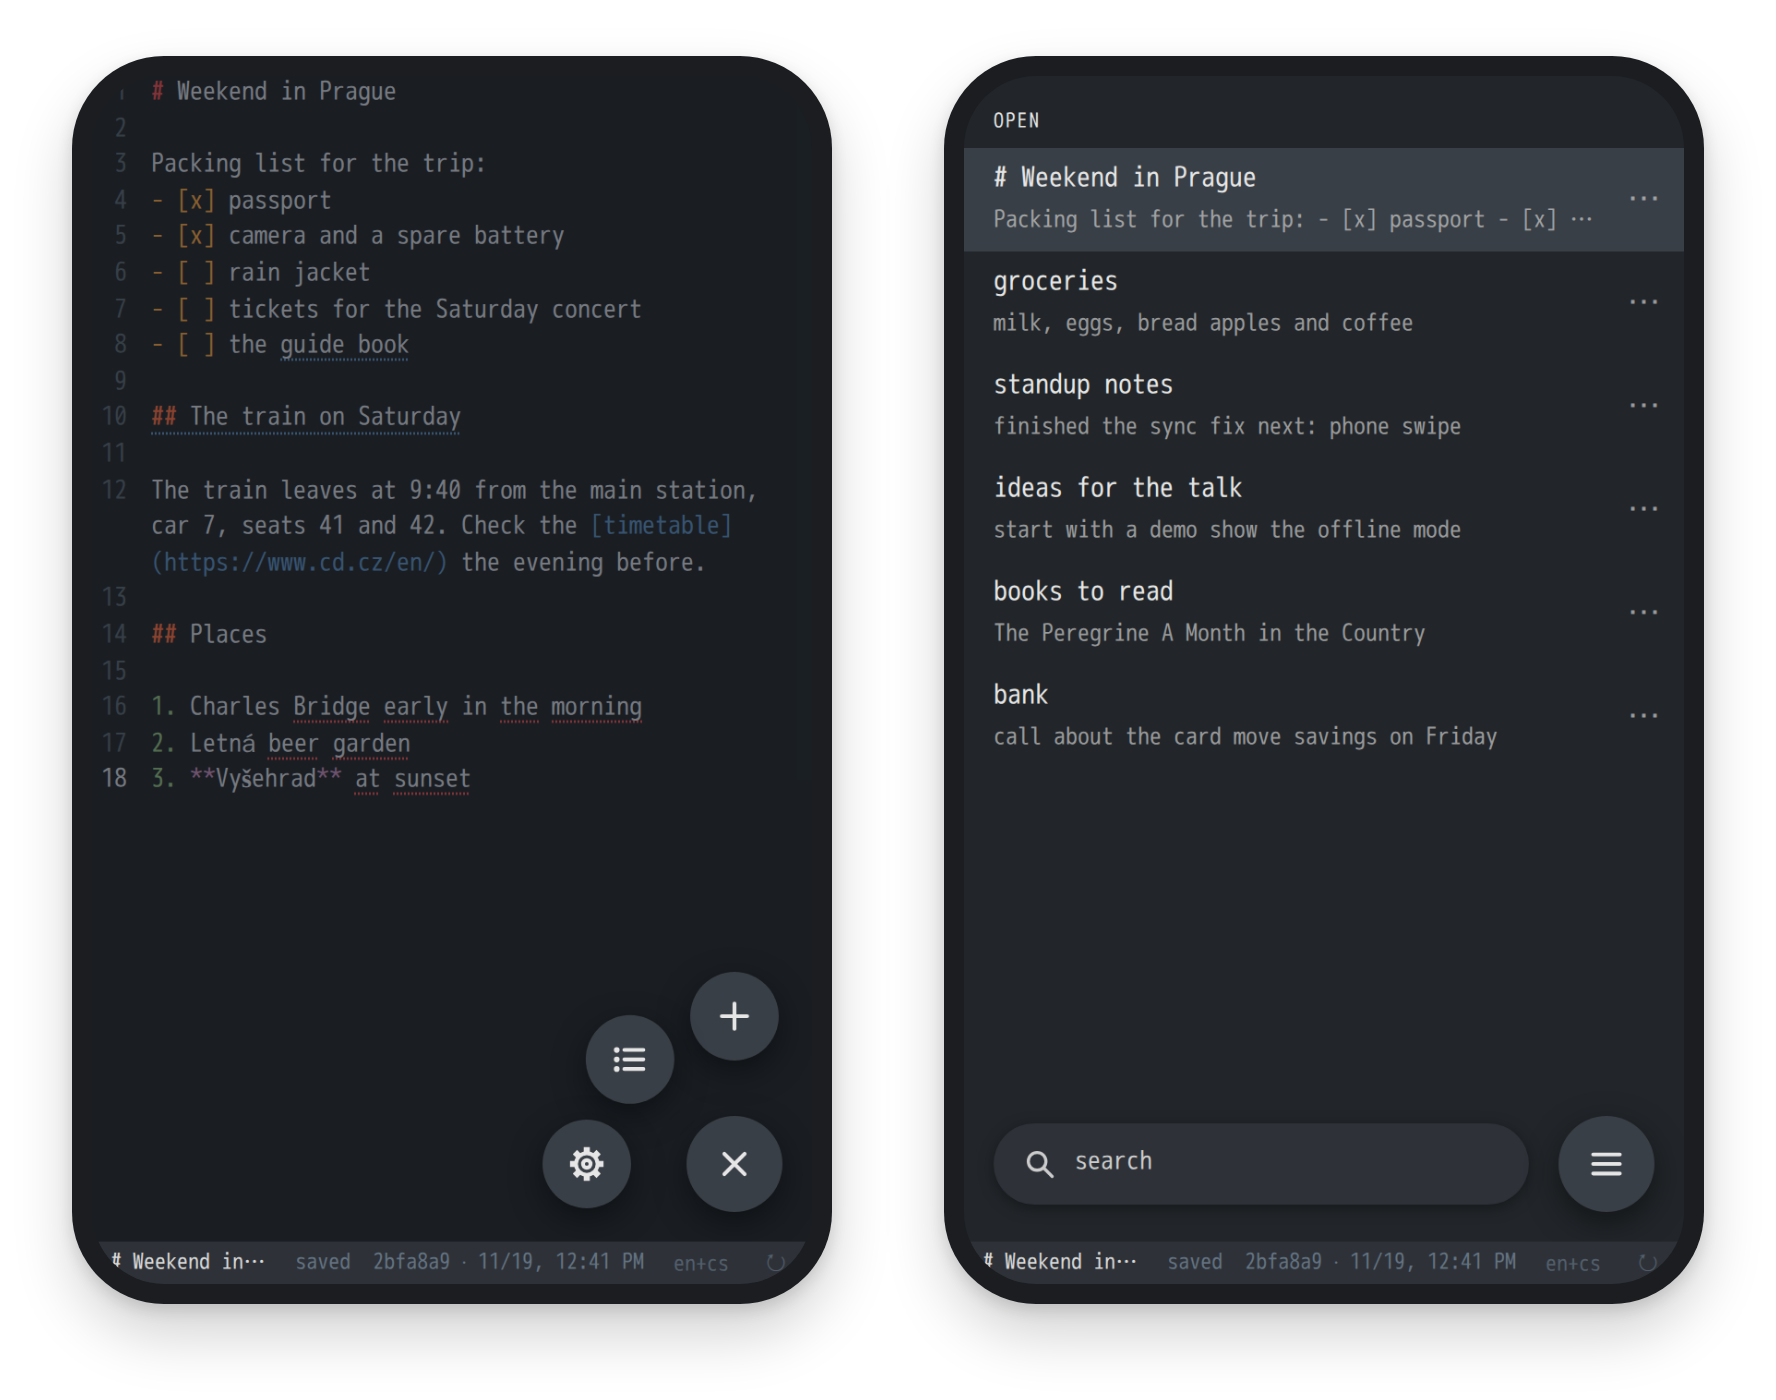 # Weekend in Prague
2
3 Packing list for the trip:
4 - [x] passport
5 - [x] camera and a spare battery
6 - [ ] rain jacket
7 - [ ] tickets for the Saturday concert
8 - [ ] the guide book
9
10 ## The train on Saturday
11
12 The train leaves at 9:40 from the main station,
car 7, seats 41 and 42. Check the [timetable]
(https://www.cd.cz/en/) the evening before.
13
14 ## Places
15
16 1. Charles Bridge early in the morning
17 2. Letná beer garden
18 3. **Vyšehrad** at sunset
# Weekend in··· saved 2bfa8a9 · 11/19, 12:41 PM en+cs
OPEN
# Weekend in Prague
Packing list for the trip: - [x] passport - [x] ···
groceries
milk, eggs, bread apples and coffee
standup notes
finished the sync fix next: phone swipe
ideas for the talk
start with a demo show the offline mode
books to read
The Peregrine A Month in the Country
bank
call about the card move savings on Friday
search
# Weekend in··· saved 2bfa8a9 · 11/19, 12:41 PM en+cs